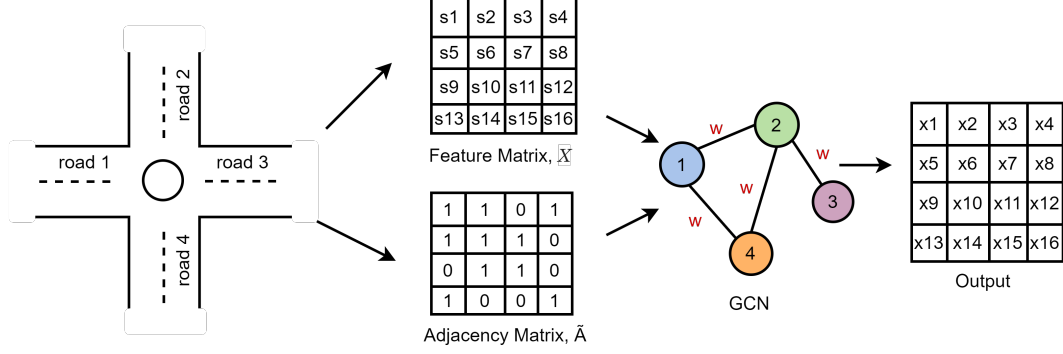 road 1
road 2
road 3
road 4
s1 s2 s3 s4
s5 s6 s7 s8
s9 s10 s11 s12
s13 s14 s15 s16
Feature Matrix, X̄
1 1 0 1
1 1 1 0
0 1 1 0
1 0 0 1
Adjacency Matrix, Ã
1
2
3
4
w
w
w
w
GCN
x1 x2 x3 x4
x5 x6 x7 x8
x9 x10 x11 x12
x13 x14 x15 x16
Output